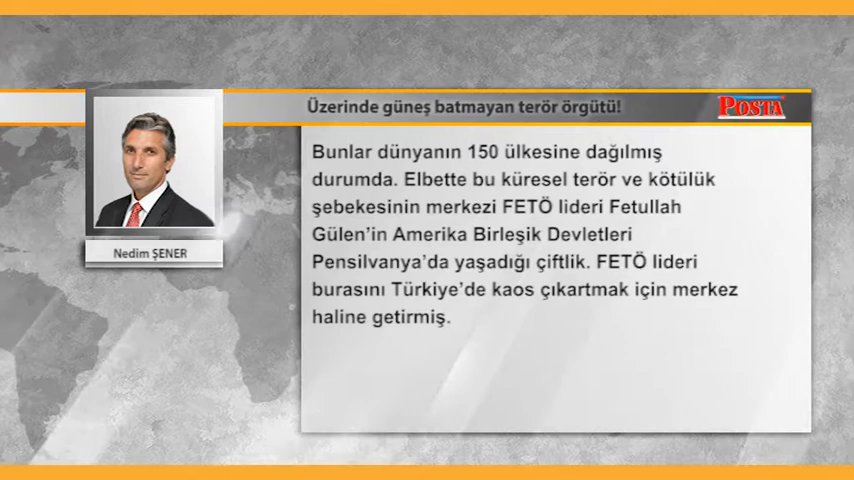 Üzerinde güneş batmayan terör örgütü!
POSTA
Bunlar dünyanın 150 ülkesine dağılmış
durumda. Elbette bu küresel terör ve kötülük
şebekesinin merkezi FETÖ lideri Fetullah
Gülen'in Amerika Birleşik Devletleri
Pensilvanya'da yaşadığı çiftlik. FETÖ lideri
burasını Türkiye'de kaos çıkartmak için merkez
haline getirmiş.
Nedim ŞENER